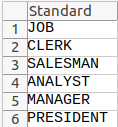 Standard
1 JOB
2 CLERK
3 SALESMAN
4 ANALYST
5 MANAGER
6 PRESIDENT